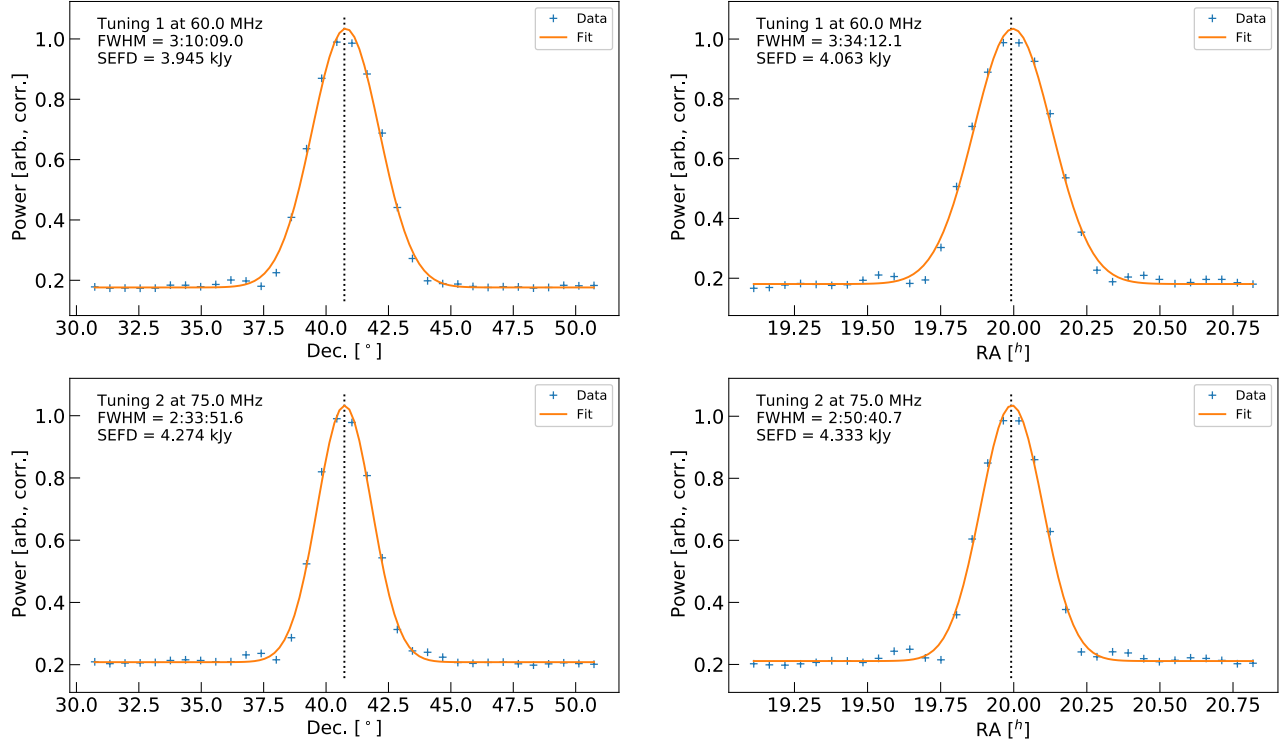 Tuning 1 at 60.0 MHz
FWHM = 3:10:09.0
SEFD = 3.945 kJy
Data
Fit
1.0
0.8
0.6
0.4
0.2
Power [arb., corr.]
30.0 32.5 35.0 37.5 40.0 42.5 45.0 47.5 50.0
Dec. [°]
Tuning 1 at 60.0 MHz
FWHM = 3:34:12.1
SEFD = 4.063 kJy
Data
Fit
1.0
0.8
0.6
0.4
0.2
Power [arb., corr.]
19.25 19.50 19.75 20.00 20.25 20.50 20.75
RA [h]
Tuning 2 at 75.0 MHz
FWHM = 2:33:51.6
SEFD = 4.274 kJy
Data
Fit
1.0
0.8
0.6
0.4
0.2
Power [arb., corr.]
30.0 32.5 35.0 37.5 40.0 42.5 45.0 47.5 50.0
Dec. [°]
Tuning 2 at 75.0 MHz
FWHM = 2:50:40.7
SEFD = 4.333 kJy
Data
Fit
1.0
0.8
0.6
0.4
0.2
Power [arb., corr.]
19.25 19.50 19.75 20.00 20.25 20.50 20.75
RA [h]